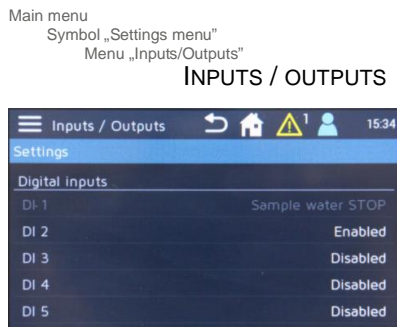 Main menu
Symbol „Settings menu"
Menu „Inputs/Outputs"
INPUTS / OUTPUTS
Inputs / Outputs 1 15:34
Settings
Digital inputs
DI 1 Sample water STOP
DI 2 Enabled
DI 3 Disabled
DI 4 Disabled
DI 5 Disabled